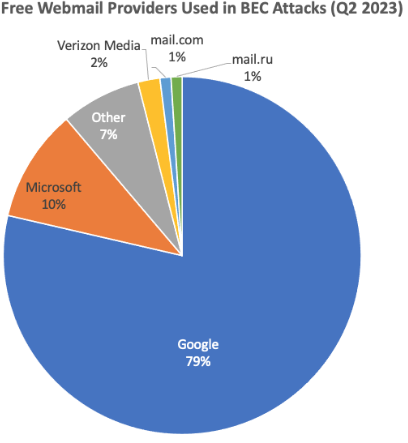 Free Webmail Providers Used in BEC Attacks (Q2 2023)
mail.com
1%
Verizon Media
2%
mail.ru
1%
Other
7%
Microsoft
10%
Google
79%